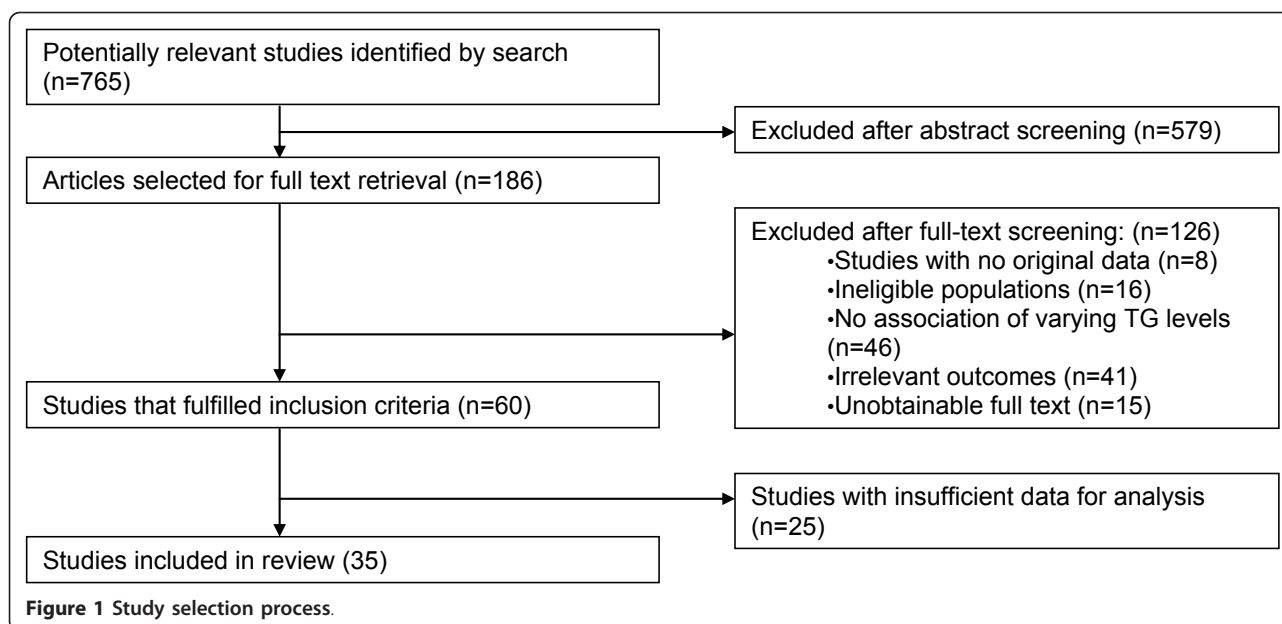 Potentially relevant studies identified by search
(n=765)
Excluded after abstract screening (n=579)
Articles selected for full text retrieval (n=186)
Excluded after full-text screening: (n=126)
•Studies with no original data (n=8)
•Ineligible populations (n=16)
•No association of varying TG levels
(n=46)
•Irrelevant outcomes (n=41)
•Unobtainable full text (n=15)
Studies that fulfilled inclusion criteria (n=60)
Studies with insufficient data for analysis
(n=25)
Studies included in review (35)
Figure 1 Study selection process.